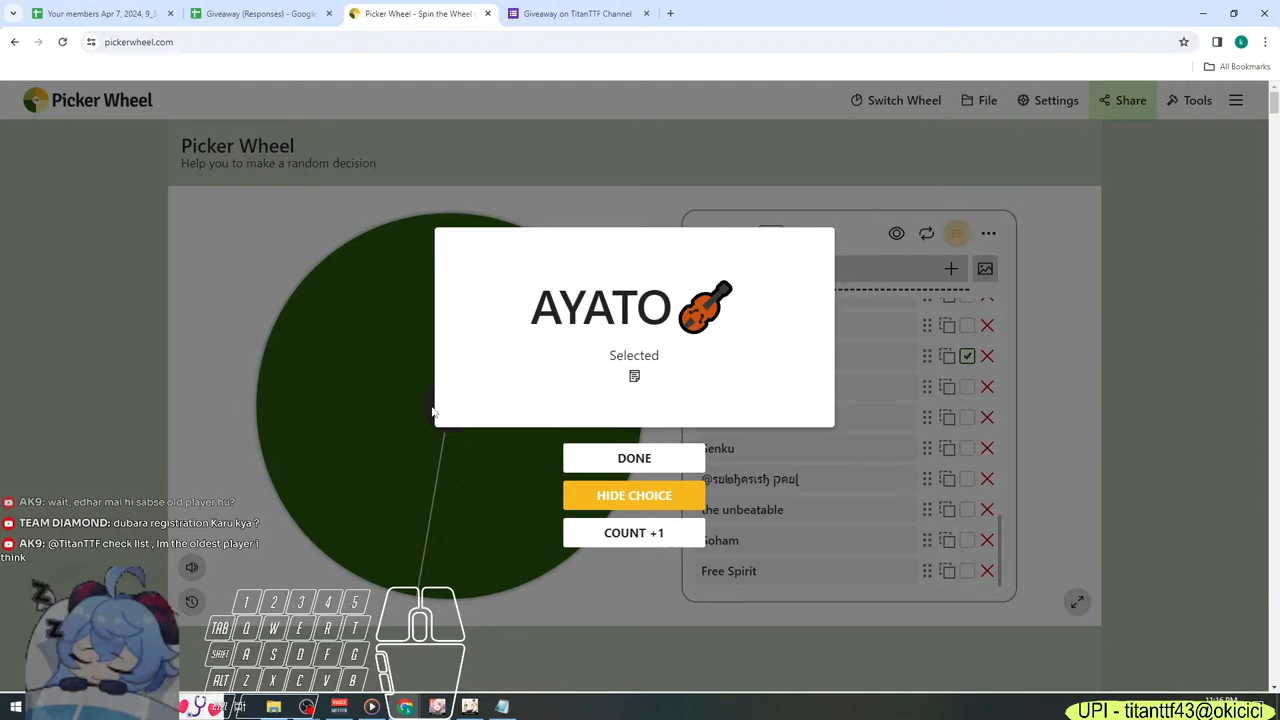 Your members Apr 7, 2024, 9_3
Giveaway (Responses) - Google
Picker Wheel - Spin the Wheel
Giveaway on TitanTTF Channel
pickerwheel.com
All Bookmarks
Picker Wheel
Switch Wheel
File
Settings
Share
Tools
Picker Wheel
Help you to make a random decision
AYATO🎻
Selected
DONE
HIDE CHOICE
COUNT +1
Senku
the unbeatable
Goham
Free Spirit
AK9: wait, edhar mai hi sabse old player hu?
TEAM DIAMOND: dubara registration Karu kya ?
AK9: @TitanTTF check list , Im the oldest player i
think
1 2 3 4 5
TAB Q W E R T
SHIFT A S D F G
ALT Z X C V B
UPI - titanttf43@okicici